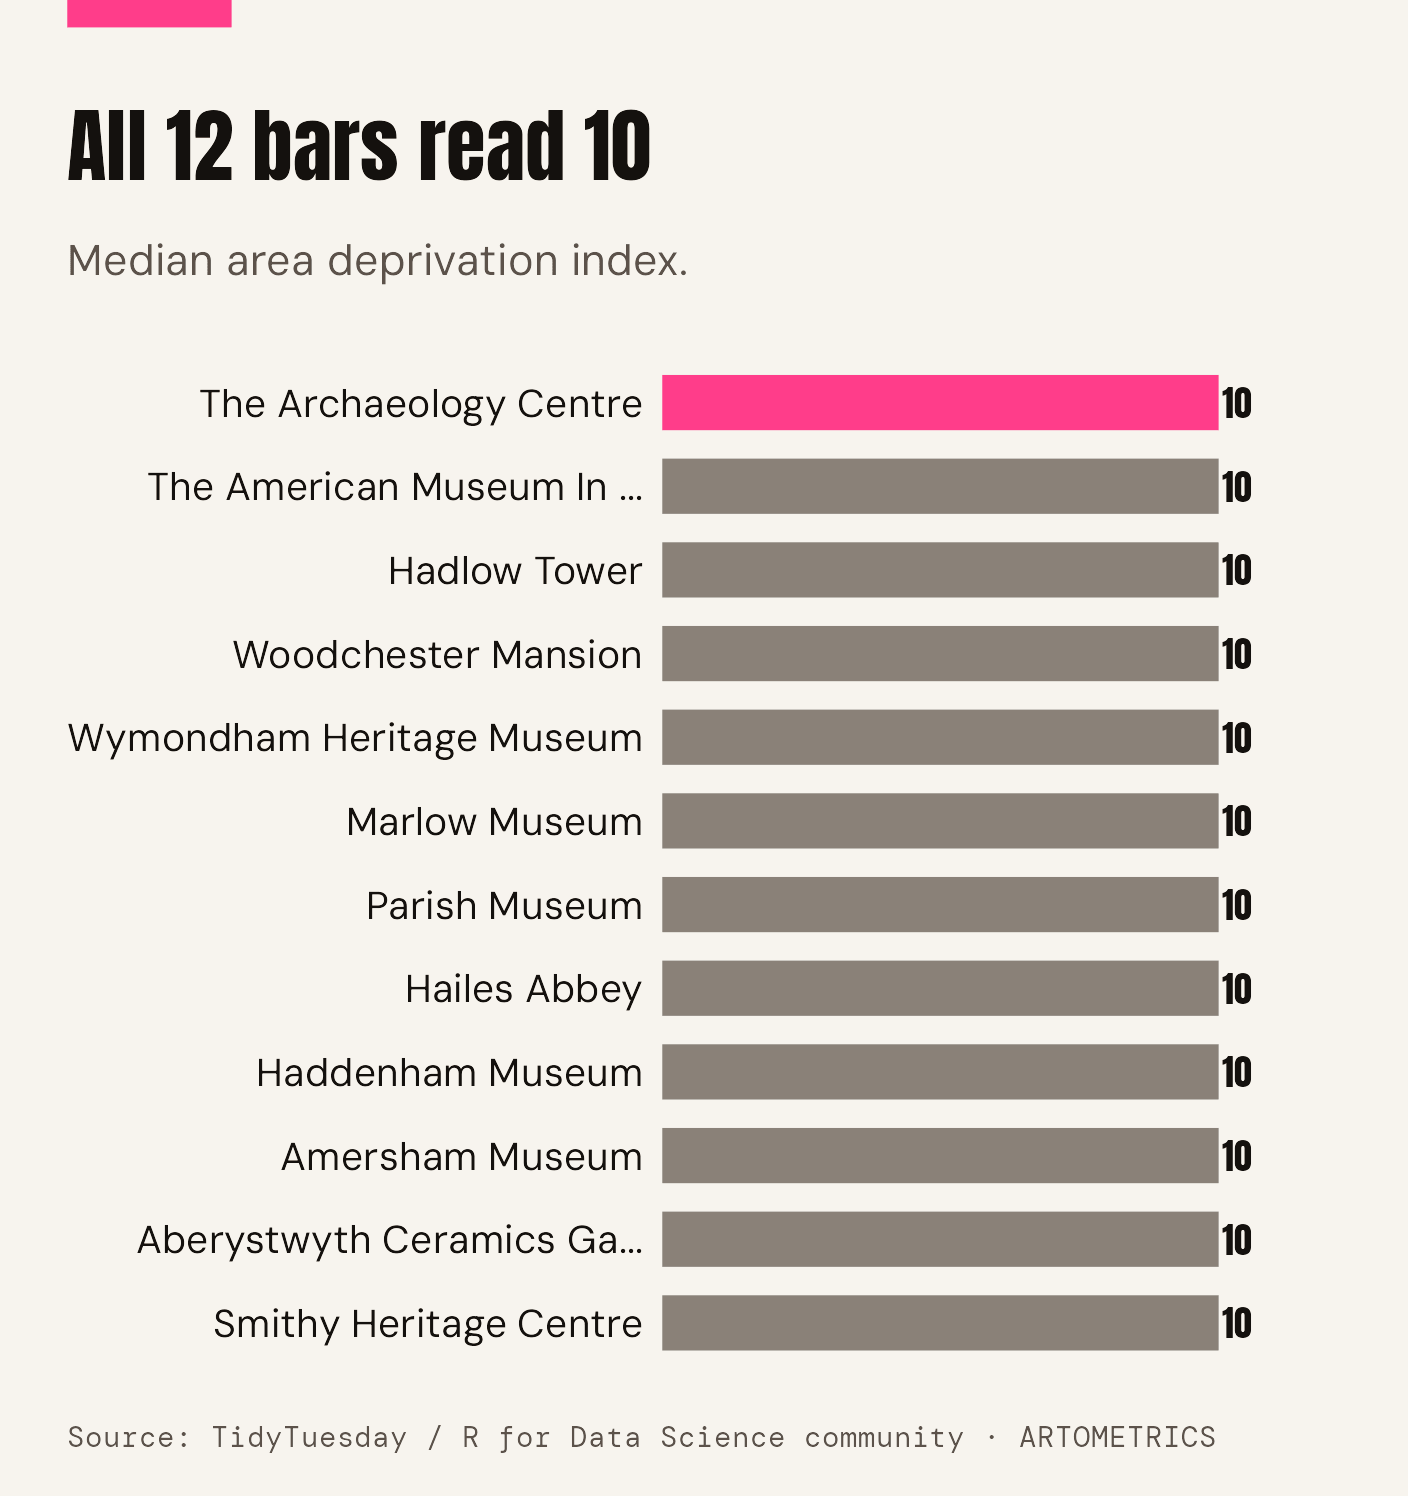 All 12 bars read 10
Median area deprivation index.
The Archaeology Centre 10
The American Museum In ... 10
Hadlow Tower 10
Woodchester Mansion 10
Wymondham Heritage Museum 10
Marlow Museum 10
Parish Museum 10
Hailes Abbey 10
Haddenham Museum 10
Amersham Museum 10
Aberystwyth Ceramics Ga... 10
Smithy Heritage Centre 10
Source: TidyTuesday / R for Data Science community · ARTOMETRICS